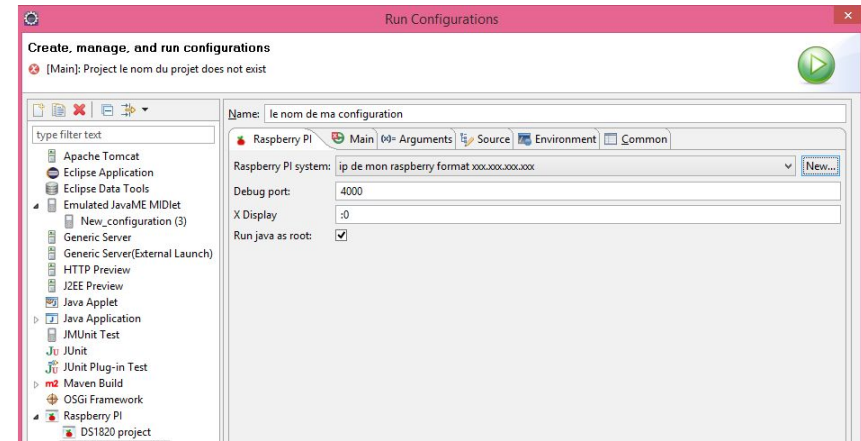 Run Configurations
Create, manage, and run configurations
[Main]: Project le nom du projet does not exist
type filter text
Apache Tomcat
Eclipse Application
Eclipse Data Tools
Emulated JavaME MIDlet
New_configuration (3)
Generic Server
Generic Server(External Launch)
HTTP Preview
J2EE Preview
Java Applet
Java Application
JMUnit Test
JUnit
JUnit Plug-in Test
Maven Build
OSGi Framework
Raspberry PI
DS1820 project
Name: le nom de ma configuration
Raspberry PI Main Arguments Source Environment Common
Raspberry PI system: ip de mon raspberry format xxx.xxx.xxx.xxx New...
Debug port: 4000
X Display :0
Run java as root: